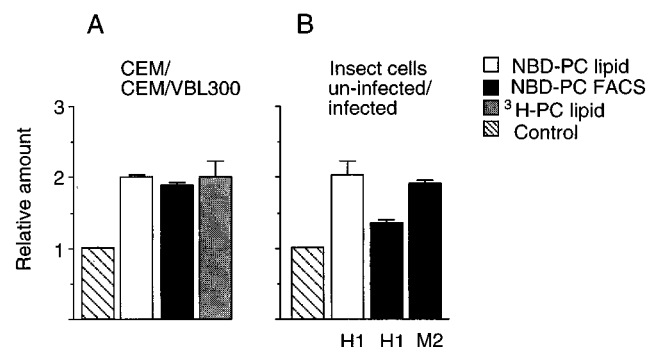 A
B
CEM/
CEM/VBL300
Insect cells
un-infected/
infected
NBD-PC lipid
NBD-PC FACS
³H-PC lipid
Control
Relative amount
3
2
1
H1 H1 M2